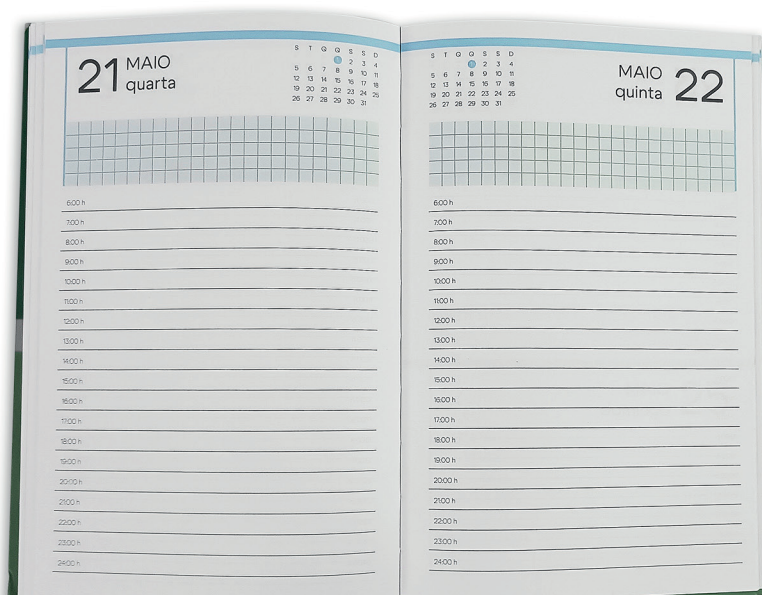 21 MAIO
quarta
S T Q Q S S D
1 2 3 4
5 6 7 8 9 10 11
12 13 14 15 16 17 18
19 20 21 22 23 24 25
26 27 28 29 30 31
6:00 h
7:00 h
8:00 h
9:00 h
10:00 h
11:00 h
12:00 h
13:00 h
14:00 h
15:00 h
16:00 h
17:00 h
18:00 h
19:00 h
20:00 h
21:00 h
22:00 h
23:00 h
24:00 h
S T Q Q S S D
1 2 3 4
5 6 7 8 9 10 11
12 13 14 15 16 17 18
19 20 21 22 23 24 25
26 27 28 29 30 31
MAIO 22
quinta
6:00 h
7:00 h
8:00 h
9:00 h
10:00 h
11:00 h
12:00 h
13:00 h
14:00 h
15:00 h
16:00 h
17:00 h
18:00 h
19:00 h
20:00 h
21:00 h
22:00 h
23:00 h
24:00 h